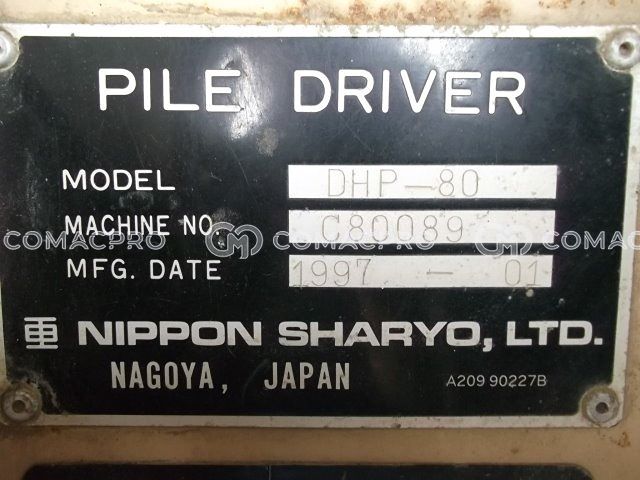 PILE DRIVER
MODEL DHP-80
MACHINE NO. C80089
COMACPRO COMACPRO COMACPRO
MFG. DATE 1997 - 01
NIPPON SHARYO, LTD.
NAGOYA, JAPAN A209 90227B